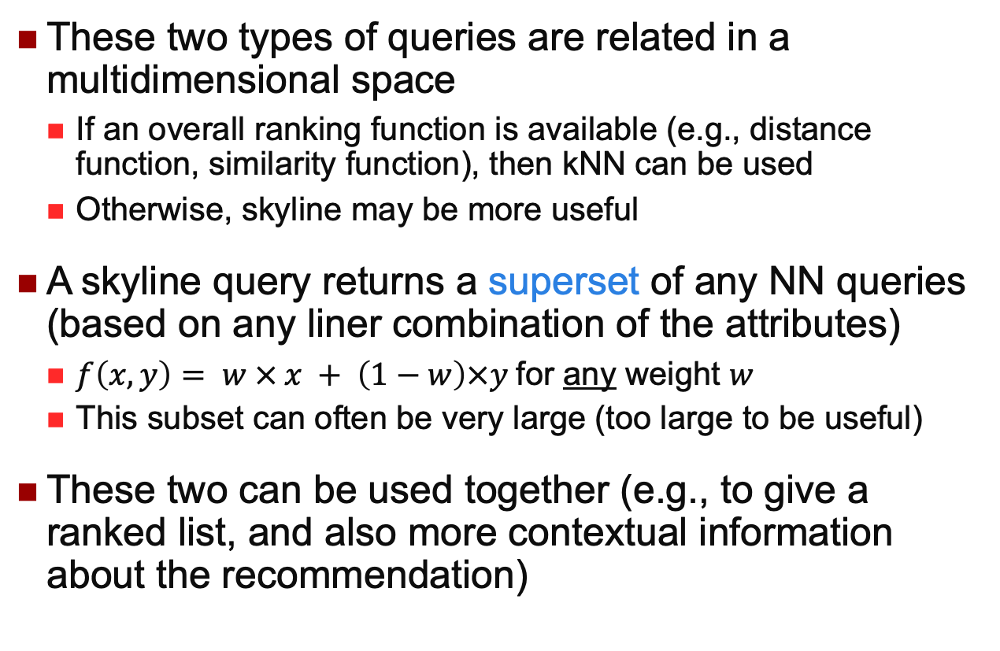 These two types of queries are related in a
multidimensional space
If an overall ranking function is available (e.g., distance
function, similarity function), then kNN can be used
Otherwise, skyline may be more useful
A skyline query returns a superset of any NN queries
(based on any liner combination of the attributes)
f(x, y) = w × x + (1 − w)×y for any weight w
This subset can often be very large (too large to be useful)
These two can be used together (e.g., to give a
ranked list, and also more contextual information
about the recommendation)